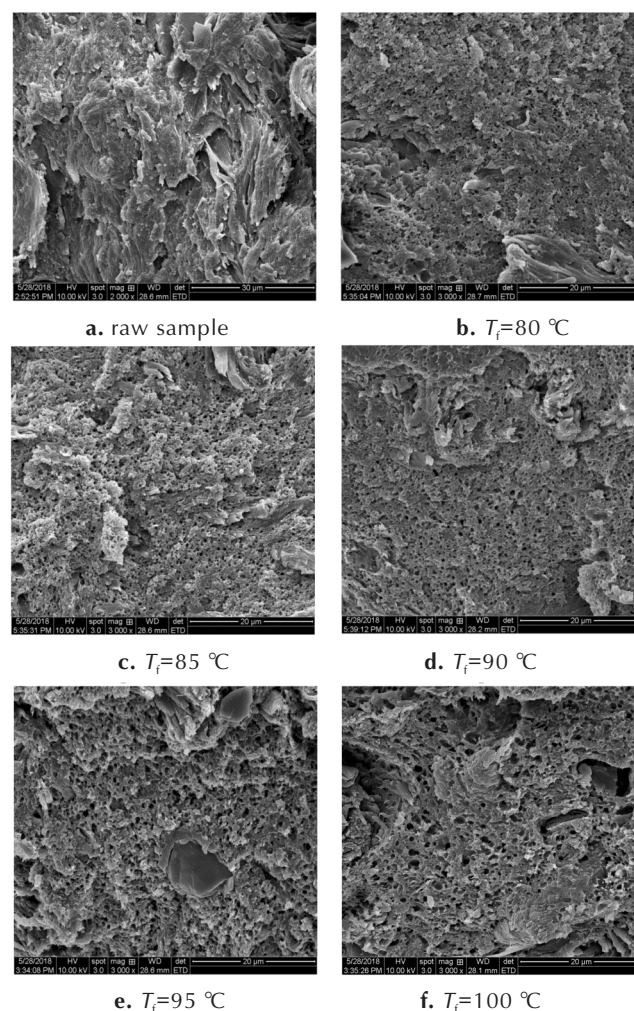 5/28/2018 HV spot mag ⊞ WD det 30 µm
2:52:51 PM 10.00 kV 3.0 2 000 x 28.6 mm ETD
a. raw sample
5/28/2018 HV spot mag ⊞ WD det 20 µm
5:35:04 PM 10.00 kV 3.0 3 000 x 28.7 mm ETD
b. Tf=80 ℃
5/28/2018 HV spot mag ⊞ WD det 20 µm
5:35:31 PM 10.00 kV 3.0 3 000 x 28.6 mm ETD
c. Tf=85 ℃
5/28/2018 HV spot mag ⊞ WD det 20 µm
5:39:12 PM 10.00 kV 3.0 3 000 x 28.2 mm ETD
d. Tf=90 ℃
5/28/2018 HV spot mag ⊞ WD det 20 µm
3:34:08 PM 10.00 kV 3.0 3 000 x 28.6 mm ETD
e. Tf=95 ℃
5/28/2018 HV spot mag ⊞ WD det 20 µm
3:35:26 PM 10.00 kV 3.0 3 000 x 28.1 mm ETD
f. Tf=100 ℃